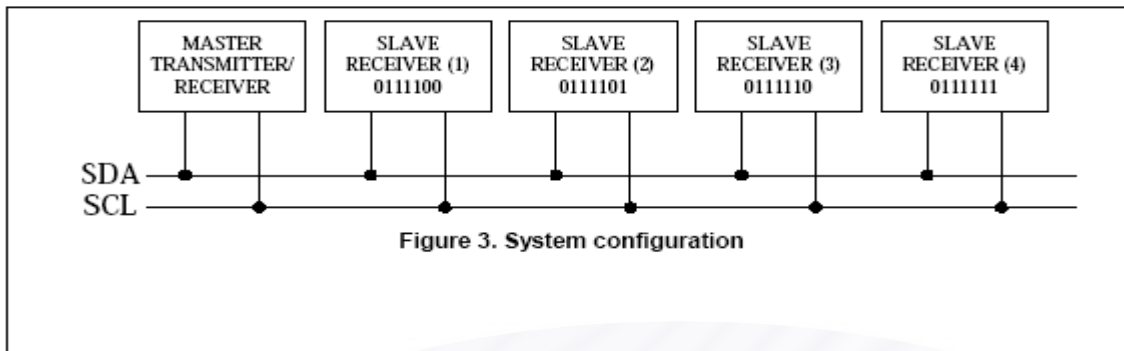 MASTER
TRANSMITTER/
RECEIVER
SLAVE
RECEIVER (1)
0111100
SLAVE
RECEIVER (2)
0111101
SLAVE
RECEIVER (3)
0111110
SLAVE
RECEIVER (4)
0111111
SDA
SCL
Figure 3. System configuration